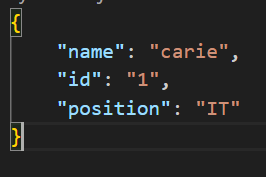 {
    "name": "carie",
    "id": "1",
    "position": "IT"
}